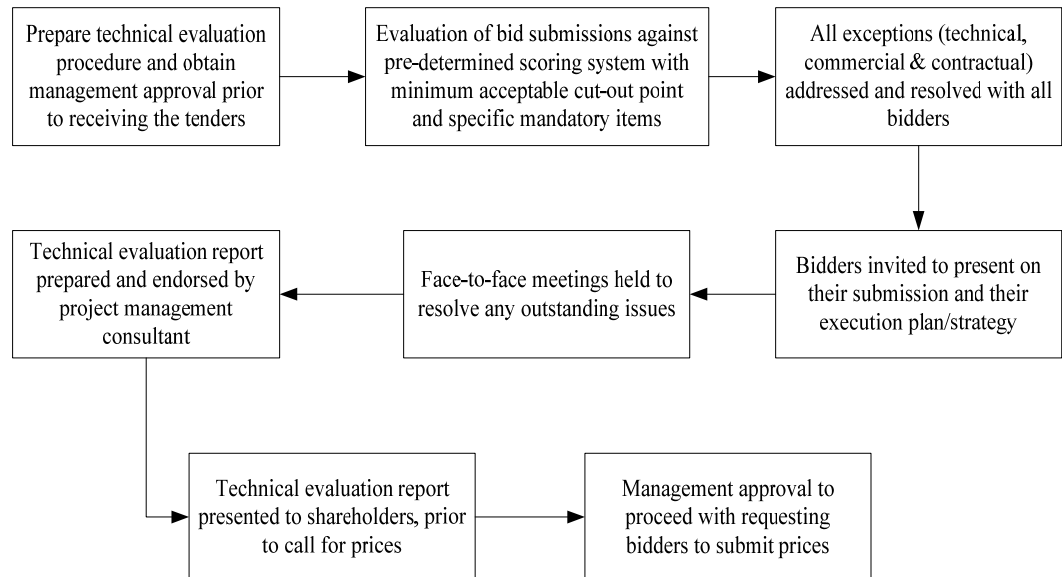 Prepare technical evaluation
procedure and obtain
management approval prior
to receiving the tenders
Evaluation of bid submissions against
pre-determined scoring system with
minimum acceptable cut-out point
and specific mandatory items
All exceptions (technical,
commercial & contractual)
addressed and resolved with all
bidders
Bidders invited to present on
their submission and their
execution plan/strategy
Face-to-face meetings held to
resolve any outstanding issues
Technical evaluation report
prepared and endorsed by
project management
consultant
Technical evaluation report
presented to shareholders, prior
to call for prices
Management approval to
proceed with requesting
bidders to submit prices